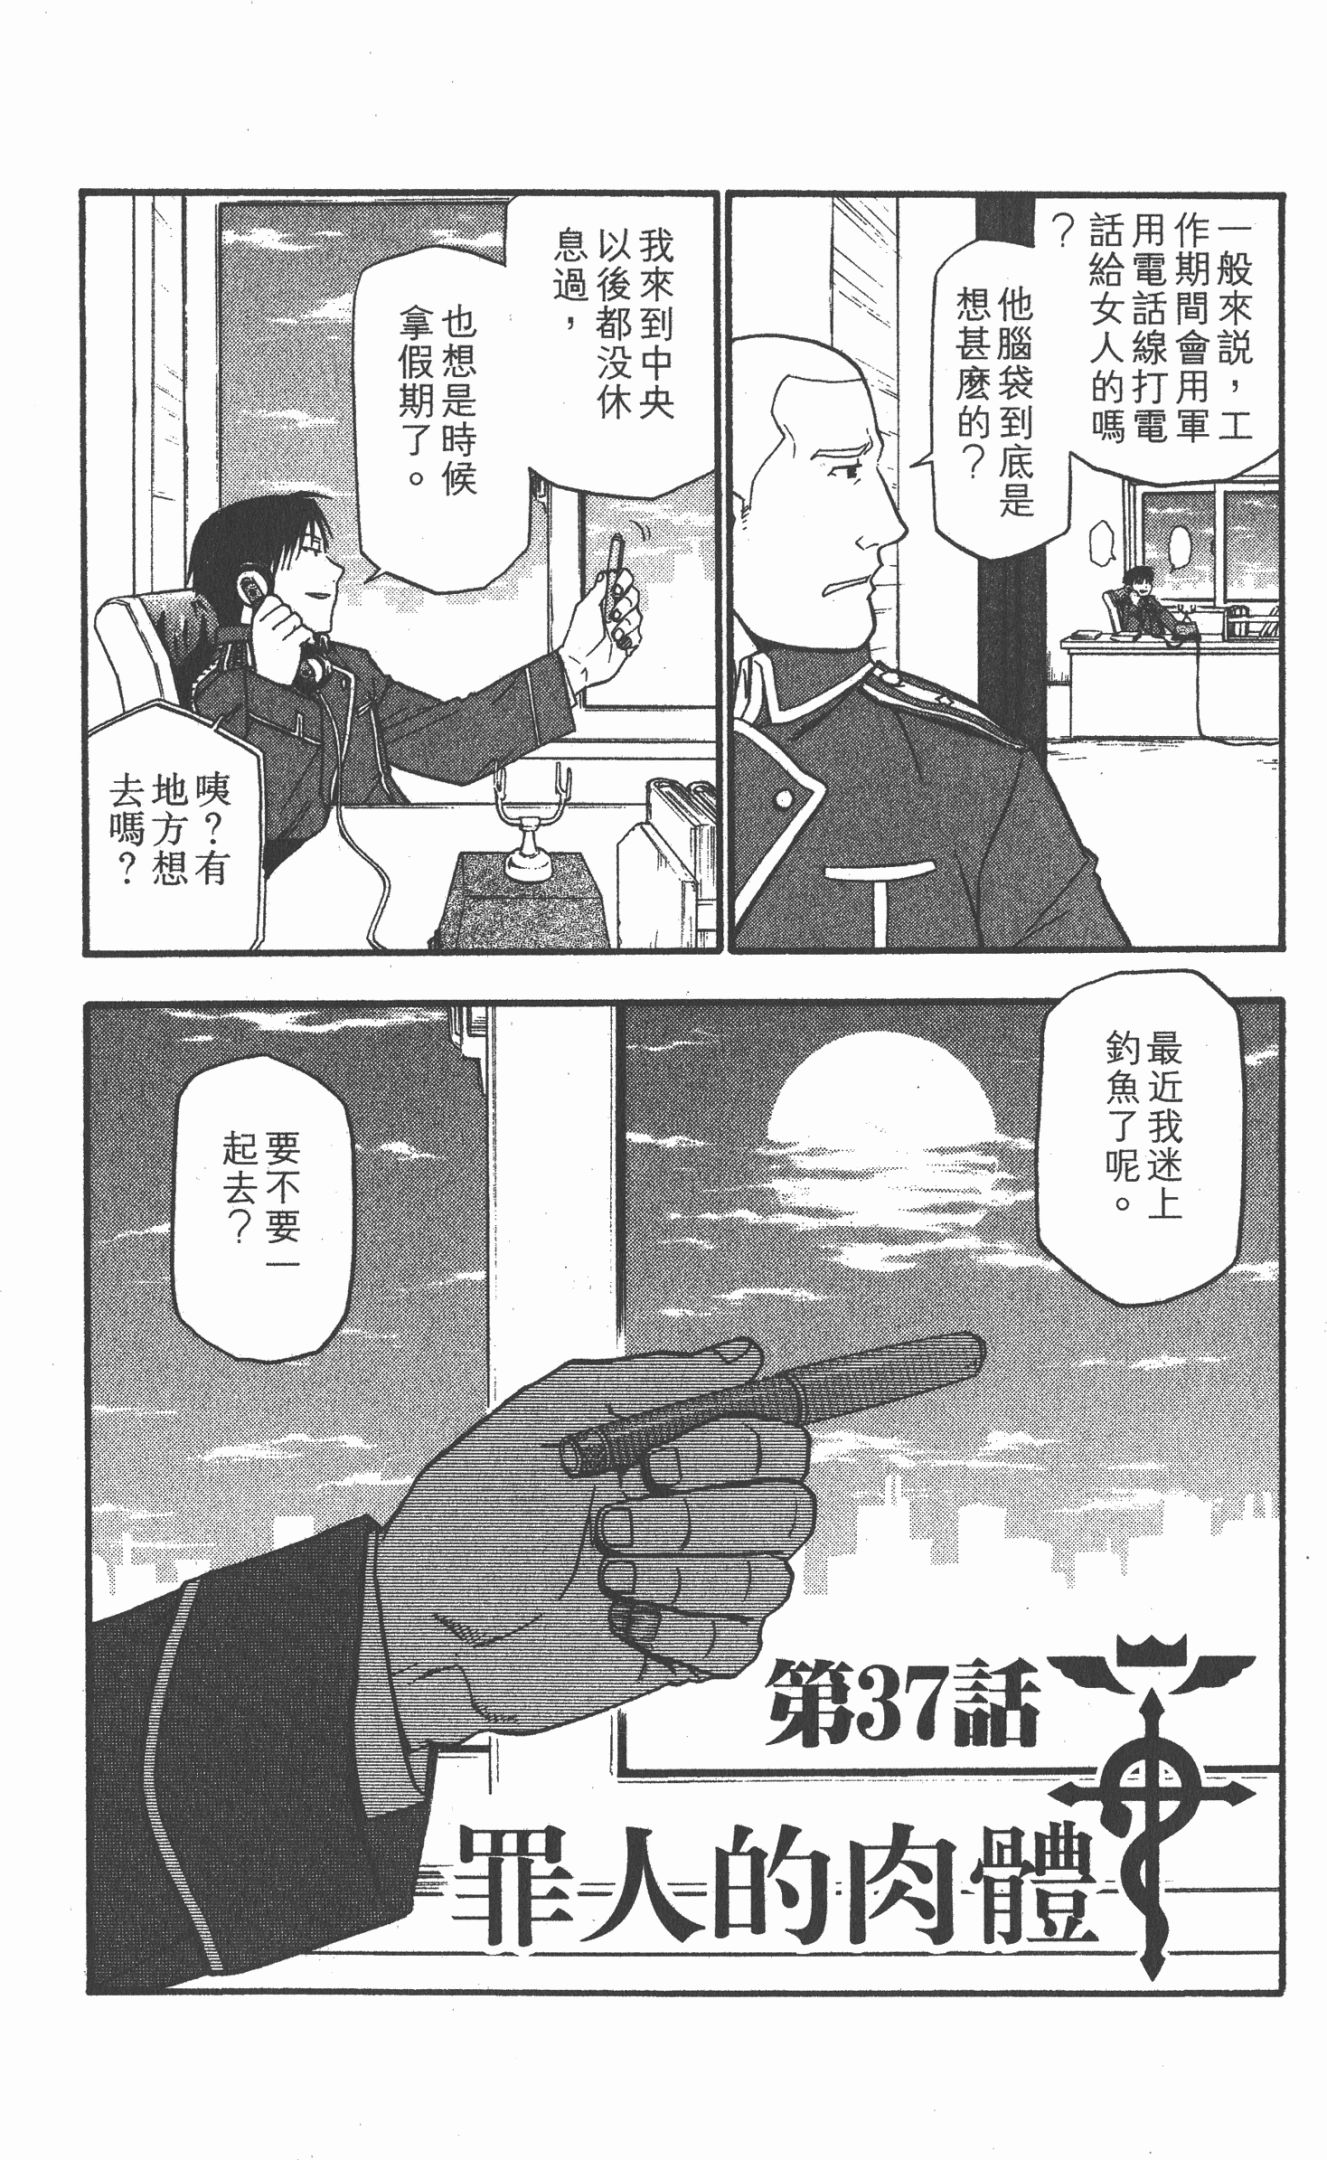 一般來説，工
作期間會用軍
用電話線打電
話給女人的嗎
？
他腦袋到底是
想甚麽的？
我來到中央
以後都没休
息過，
也想是時候
拿假期了。
咦？有
地方想
去嗎？
最近我迷上
釣魚了呢。
要不要一
起去？
第37話
罪人的肉體